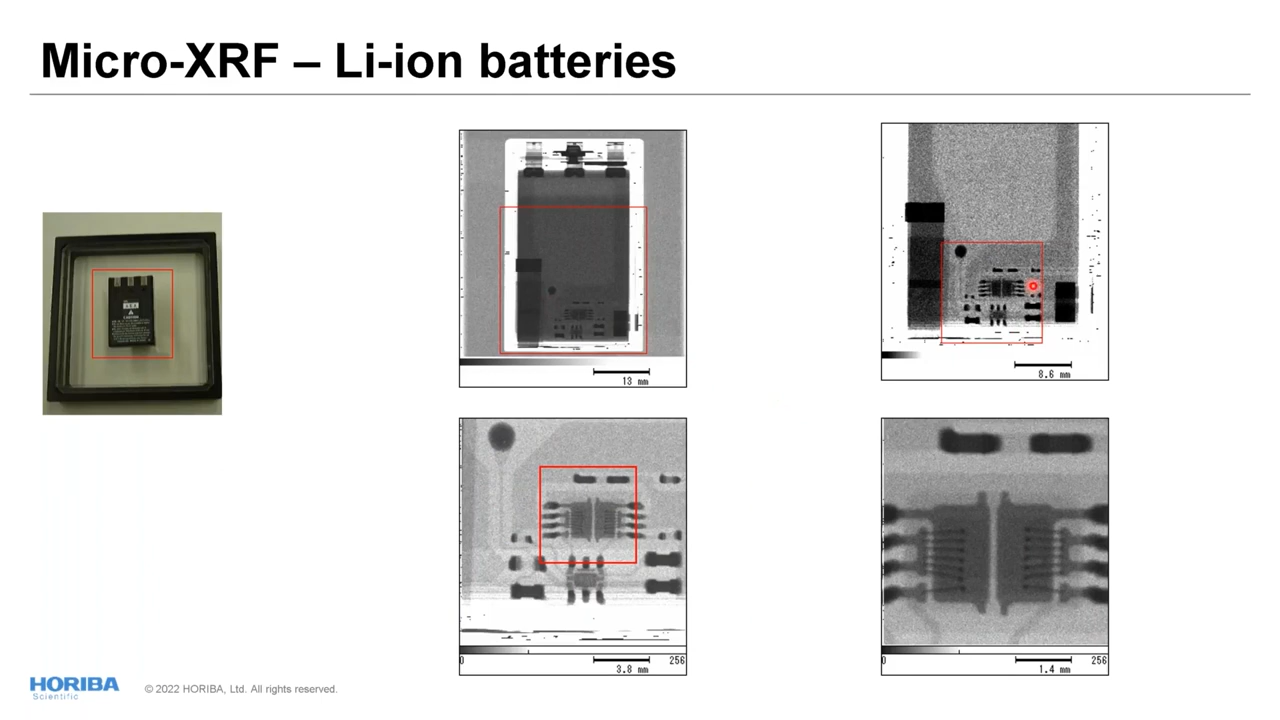 Micro-XRF – Li-ion batteries
13 mm
8.6 mm
0
256
3.8 mm
0
256
1.4 mm
HORIBA
Scientific
© 2022 HORIBA, Ltd. All rights reserved.